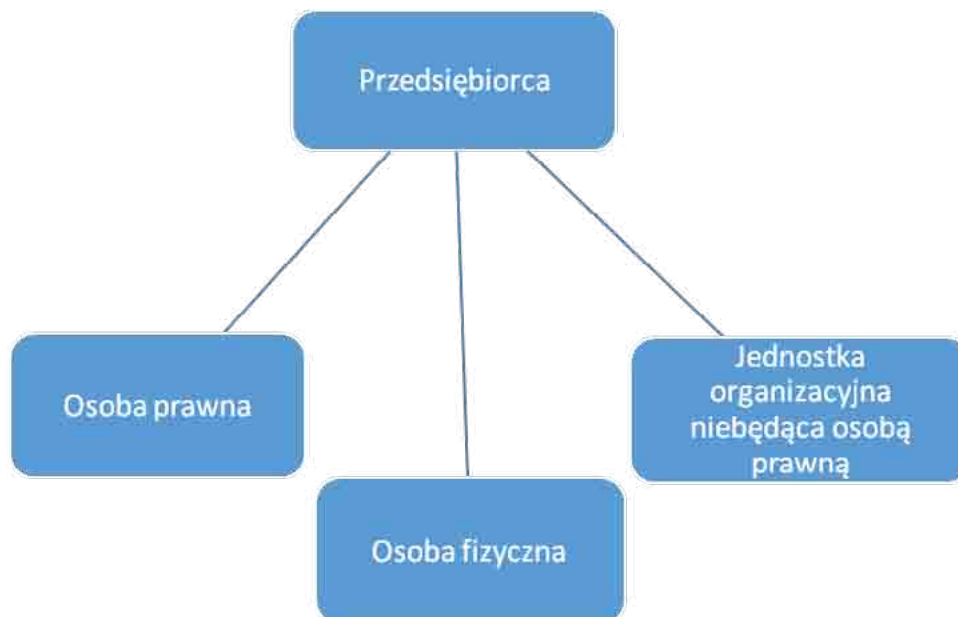 Przedsiębiorca
Osoba prawna
Jednostka
organizacyjna
niebędąca osobą
prawną
Osoba fizyczna